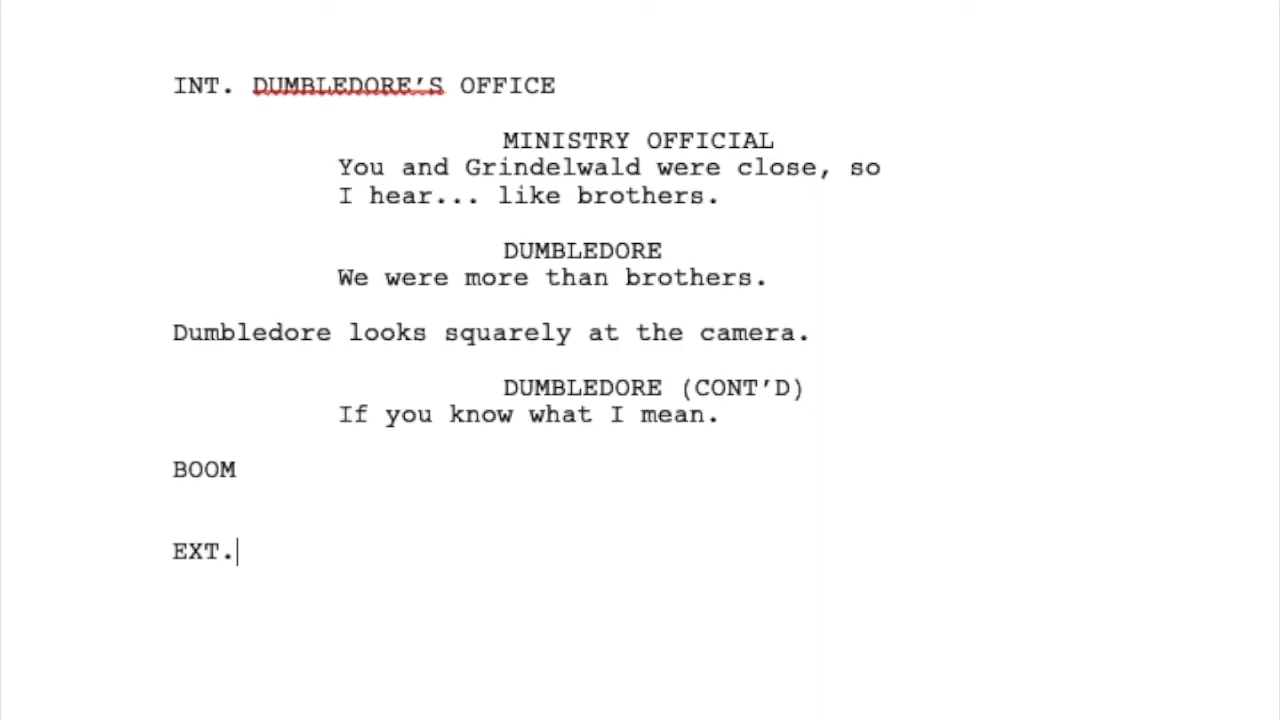 INT. DUMBLEDORE’S OFFICE
MINISTRY OFFICIAL
You and Grindelwald were close, so
I hear... like brothers.
DUMBLEDORE
We were more than brothers.
Dumbledore looks squarely at the camera.
DUMBLEDORE (CONT’D)
If you know what I mean.
BOOM
EXT.